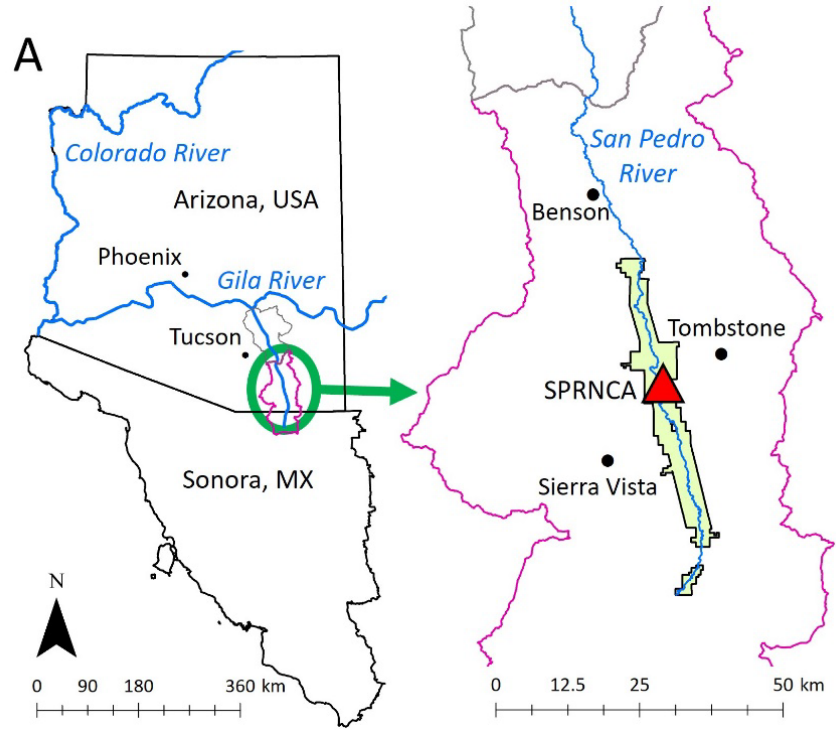 A
Colorado River
Arizona, USA
Phoenix
Gila River
Tucson
Sonora, MX
N
0 90 180 360 km
San Pedro
River
Benson
Tombstone
SPRNCA
Sierra Vista
0 12.5 25 50 km